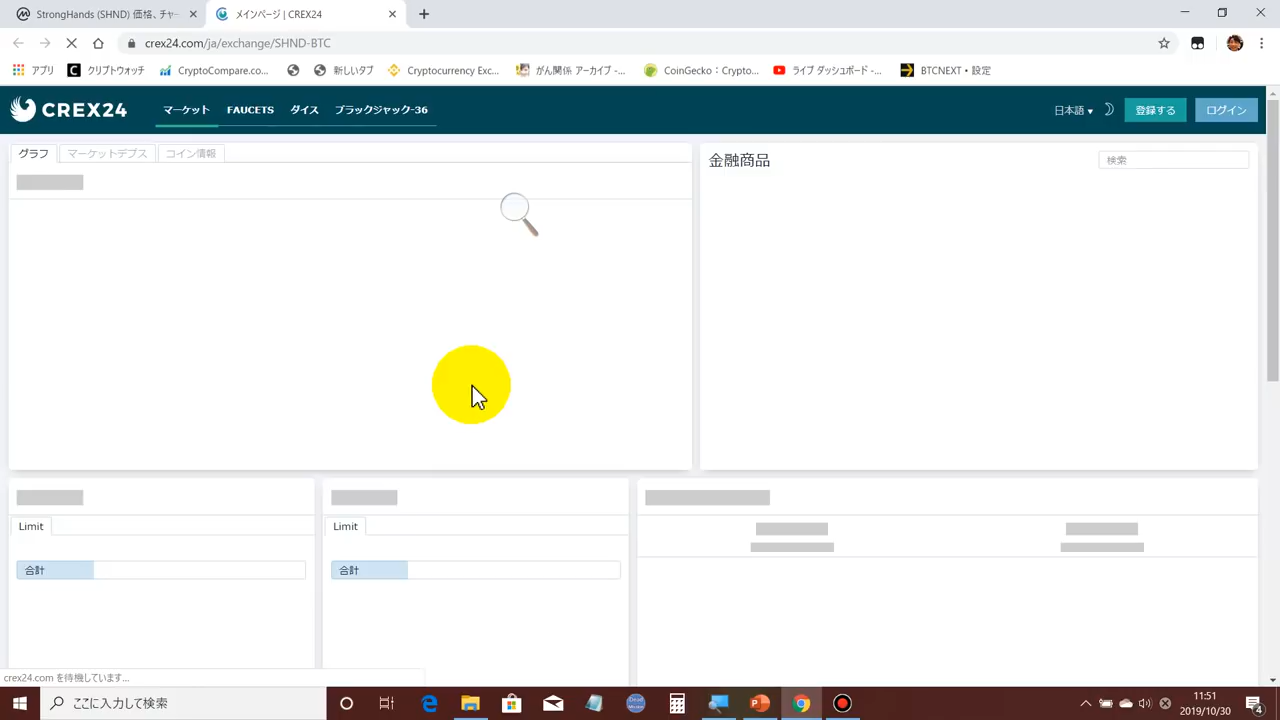 StrongHands (SHND) 価格、チャー
メインページ | CREX24
crex24.com/ja/exchange/SHND-BTC
アプリ
クリプトウォッチ
CryptoCompare.co...
新しいタブ
Cryptocurrency Exc...
がん関係 アーカイブ -...
CoinGecko：Crypto...
ライブ ダッシュボード -...
BTCNEXT • 設定
CREX24
マーケット
FAUCETS
ダイス
ブラックジャック-36
日本語
登録する
ログイン
グラフ
マーケットデプス
コイン情報
金融商品
検索
Limit
Limit
合計
合計
crex24.com を待機しています...
ここに入力して検索
11:51
2019/10/30
4